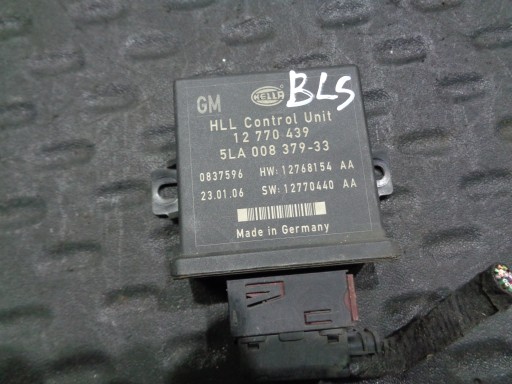 GM HELLA BLS
HLL Control Unit
12 770 439
5LA 008 379-33
0837596 HW: 12768154 AA
23.01.06 SW: 12770440 AA
Made in Germany